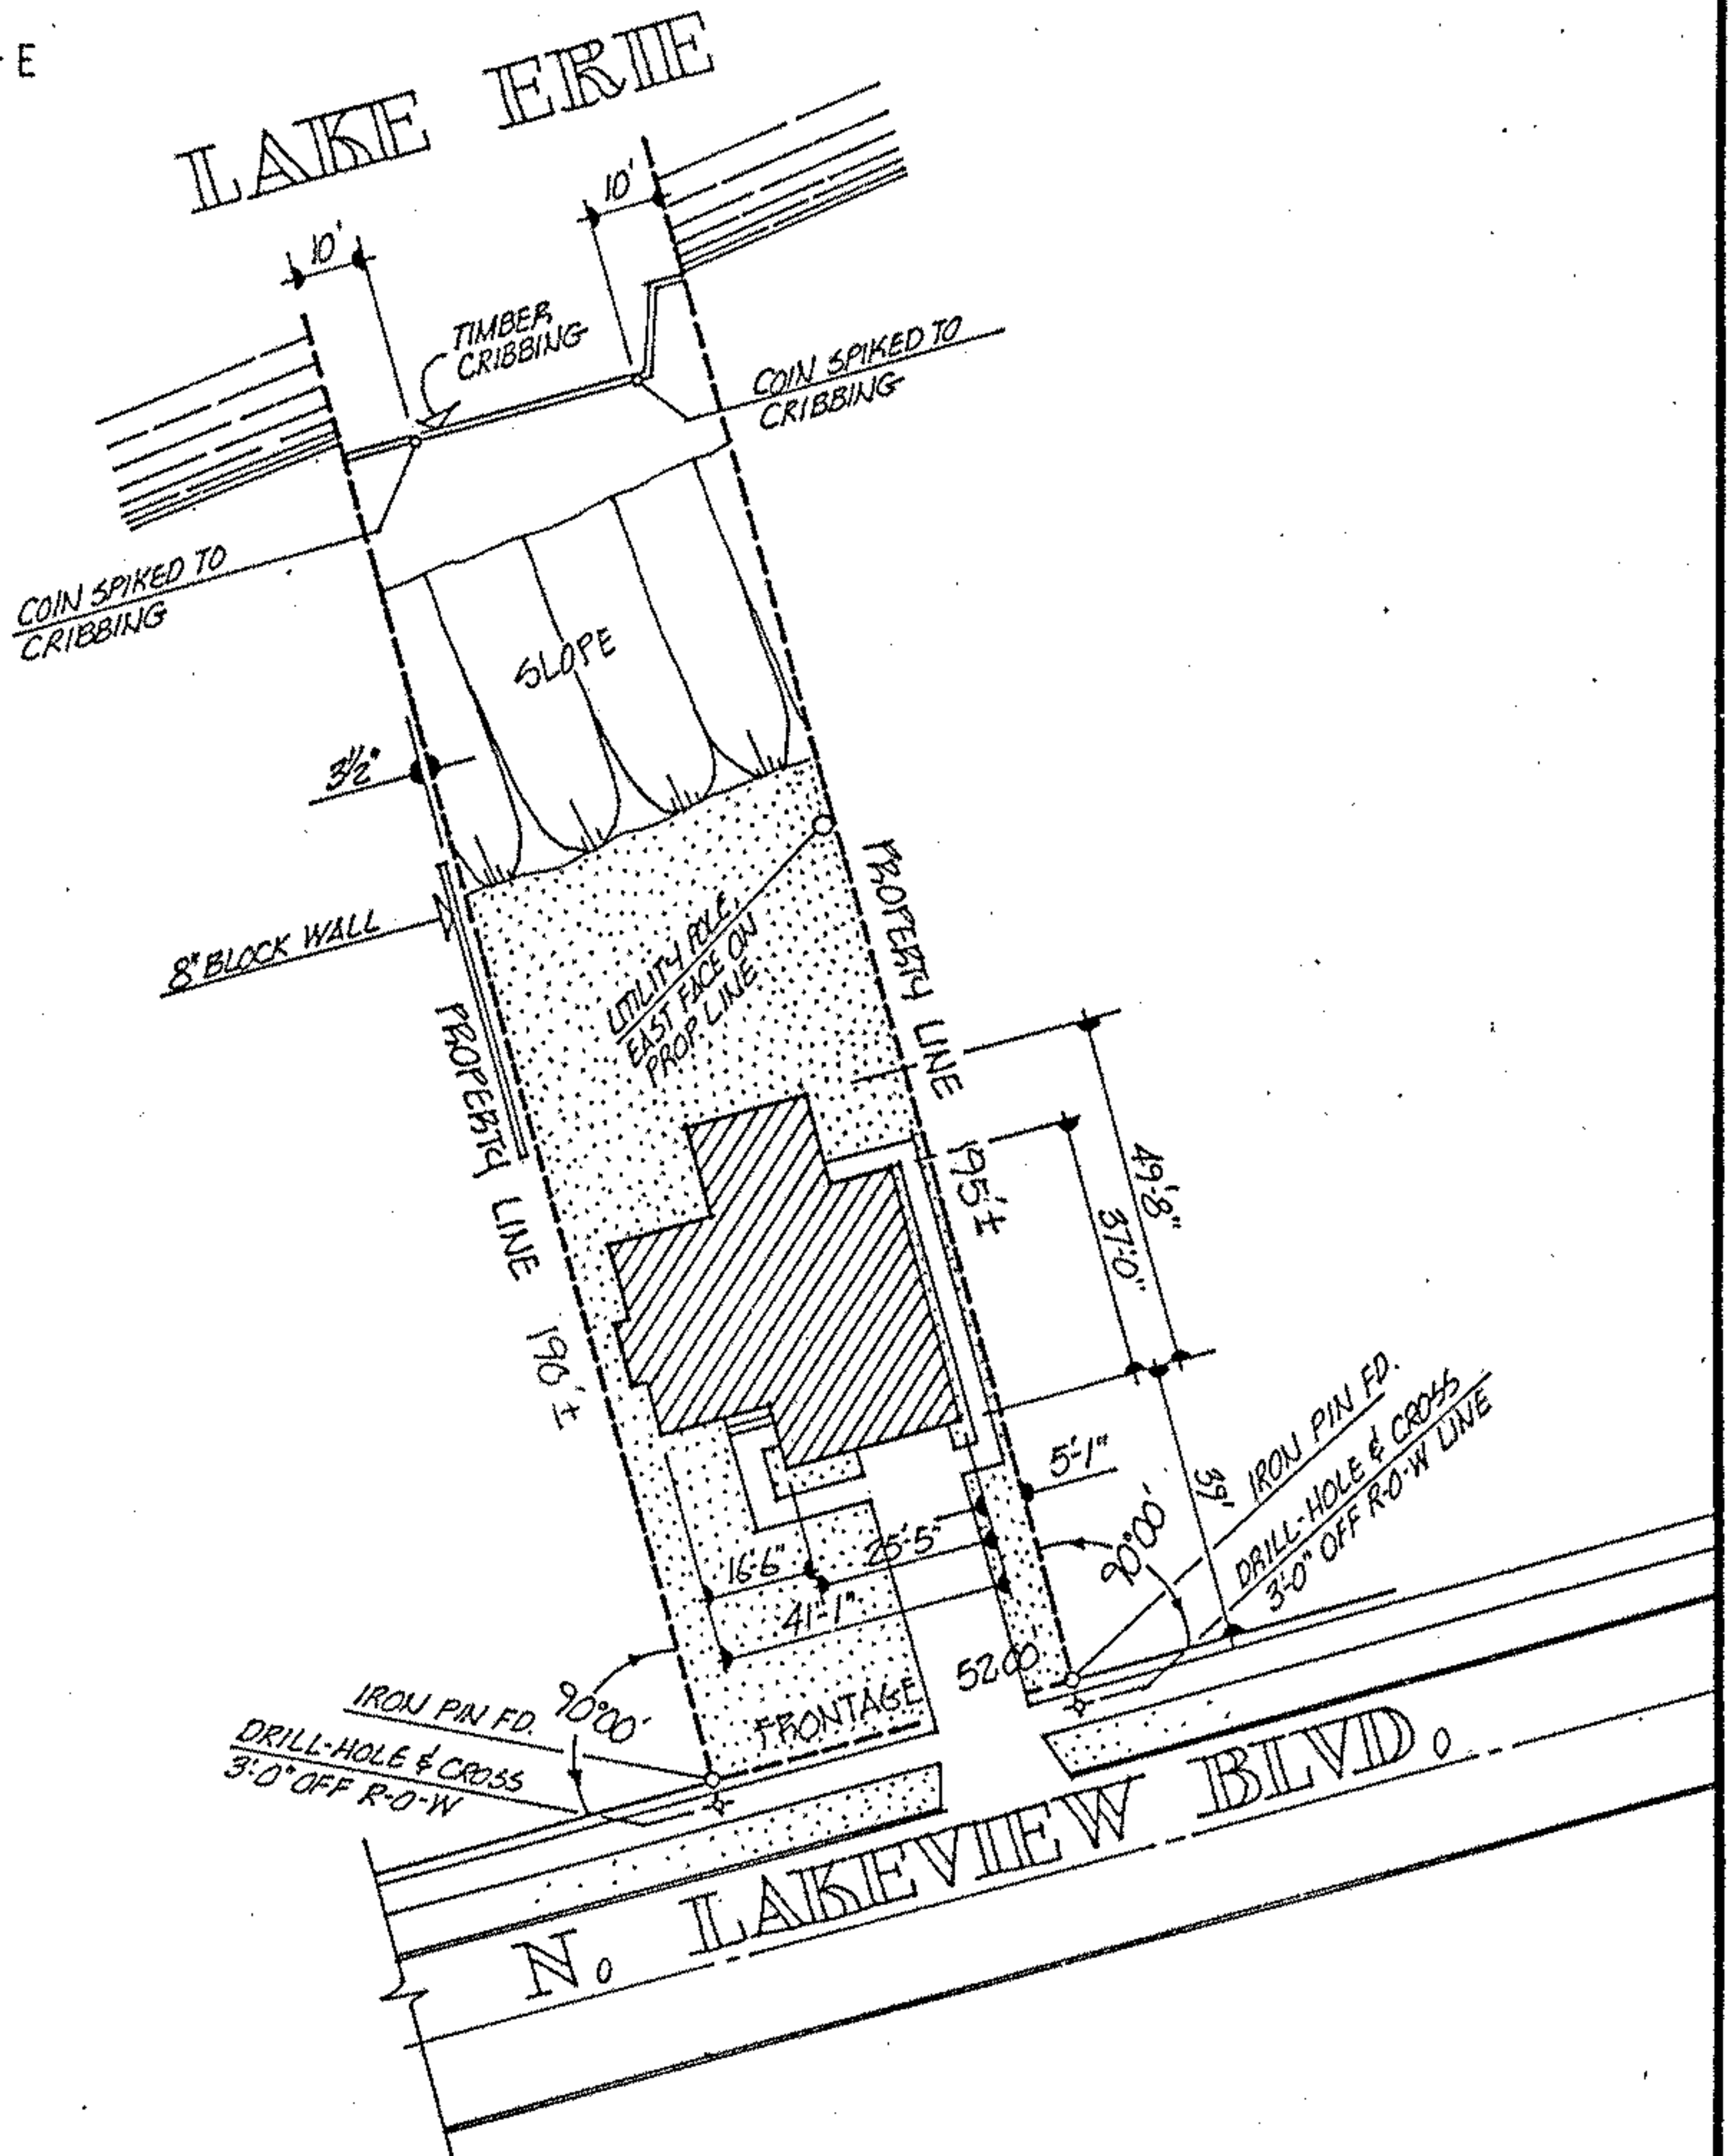 E
LAKE ERIE
10'
10'
TIMBER
CRIBBING
COIN SPIKED TO
CRIBBING
COIN SPIKED TO
CRIBBING
SLOPE
3½"
8" BLOCK WALL
UTILITY POLE,
EAST FACE ON
PROP LINE
PROPERTY LINE
195'±
PROPERTY LINE
190'±
49'-8"
37'-0"
39'
5'-1"
IRON PIN FD.
DRILL-HOLE & CROSS
3'-0" OFF R-O-W LINE
90°00'
16'-6"
25'-5"
41'-1"
52.00'
FRONTAGE
IRON PIN FD.
90°00'
DRILL-HOLE & CROSS
3'-0" OFF R-O-W
N. LAKEVIEW BLVD.